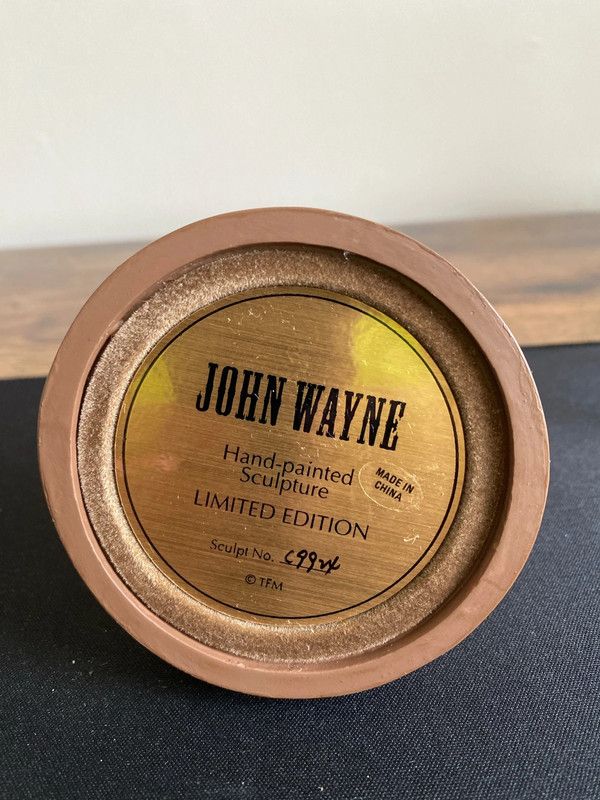 JOHN WAYNE
Hand-painted
Sculpture
MADE IN
CHINA
LIMITED EDITION
Sculpt No.
© TFM